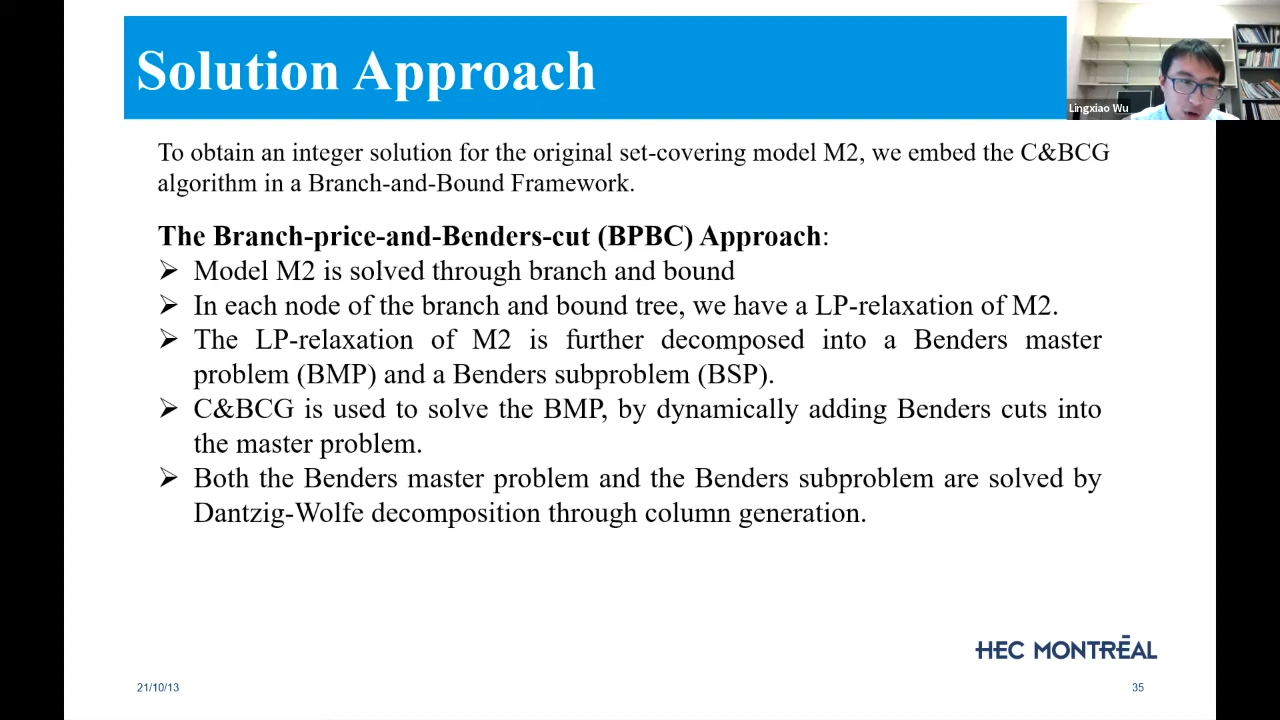 Solution Approach
Lingxiao Wu
To obtain an integer solution for the original set-covering model M2, we embed the C&BCG
algorithm in a Branch-and-Bound Framework.
The Branch-price-and-Benders-cut (BPBC) Approach:
➢ Model M2 is solved through branch and bound
➢ In each node of the branch and bound tree, we have a LP-relaxation of M2.
➢ The LP-relaxation of M2 is further decomposed into a Benders master
problem (BMP) and a Benders subproblem (BSP).
➢ C&BCG is used to solve the BMP, by dynamically adding Benders cuts into
the master problem.
➢ Both the Benders master problem and the Benders subproblem are solved by
Dantzig-Wolfe decomposition through column generation.
HEC MONTRĒAL
21/10/13
35